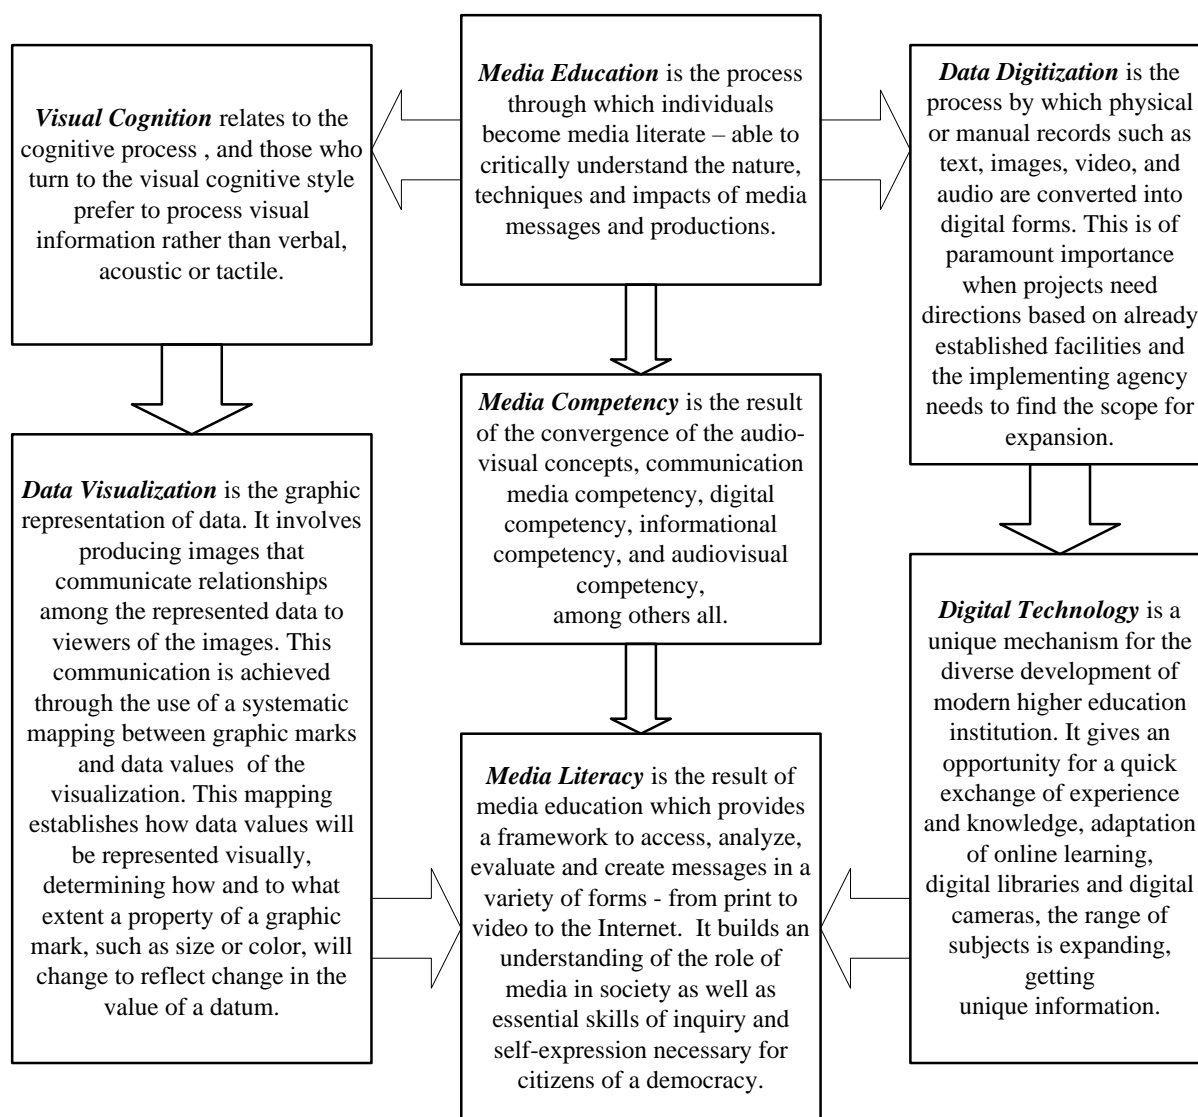 Visual Cognition relates to the
cognitive process , and those who
turn to the visual cognitive style
prefer to process visual
information rather than verbal,
acoustic or tactile.
Media Education is the process
through which individuals
become media literate – able to
critically understand the nature,
techniques and impacts of media
messages and productions.
Data Digitization is the
process by which physical
or manual records such as
text, images, video, and
audio are converted into
digital forms. This is of
paramount importance
when projects need
directions based on already
established facilities and
the implementing agency
needs to find the scope for
expansion.
Data Visualization is the graphic
representation of data. It involves
producing images that
communicate relationships
among the represented data to
viewers of the images. This
communication is achieved
through the use of a systematic
mapping between graphic marks
and data values  of the
visualization. This mapping
establishes how data values will
be represented visually,
determining how and to what
extent a property of a graphic
mark, such as size or color, will
change to reflect change in the
value of a datum.
Media Competency is the result
of the convergence of the audio-
visual concepts, communication
media competency, digital
competency, informational
competency, and audiovisual
competency,
among others all.
Digital Technology is a
unique mechanism for the
diverse development of
modern higher education
institution. It gives an
opportunity for a quick
exchange of experience
and knowledge, adaptation
of online learning,
digital libraries and digital
cameras, the range of
subjects is expanding,
getting
unique information.
Media Literacy is the result of
media education which provides
a framework to access, analyze,
evaluate and create messages in a
variety of forms - from print to
video to the Internet.  It builds an
understanding of the role of
media in society as well as
essential skills of inquiry and
self-expression necessary for
citizens of a democracy.